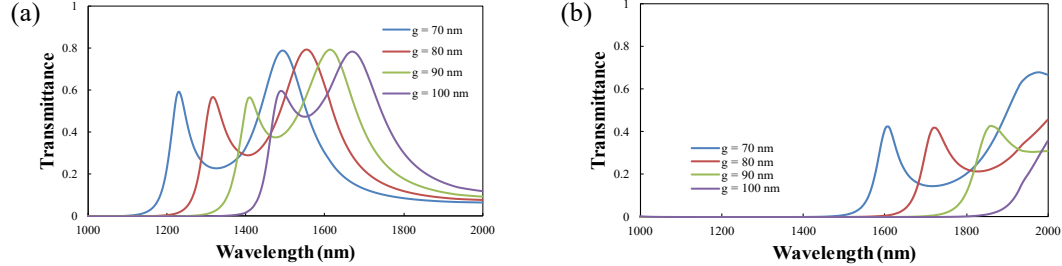 (a)
1
0.8
0.6
0.4
0.2
0
Transmittance
g = 70 nm
g = 80 nm
g = 90 nm
g = 100 nm
1000 1200 1400 1600 1800 2000
Wavelength (nm)
(b)
1
0.8
0.6
0.4
0.2
0
Transmittance
g = 70 nm
g = 80 nm
g = 90 nm
g = 100 nm
1000 1200 1400 1600 1800 2000
Wavelength (nm)